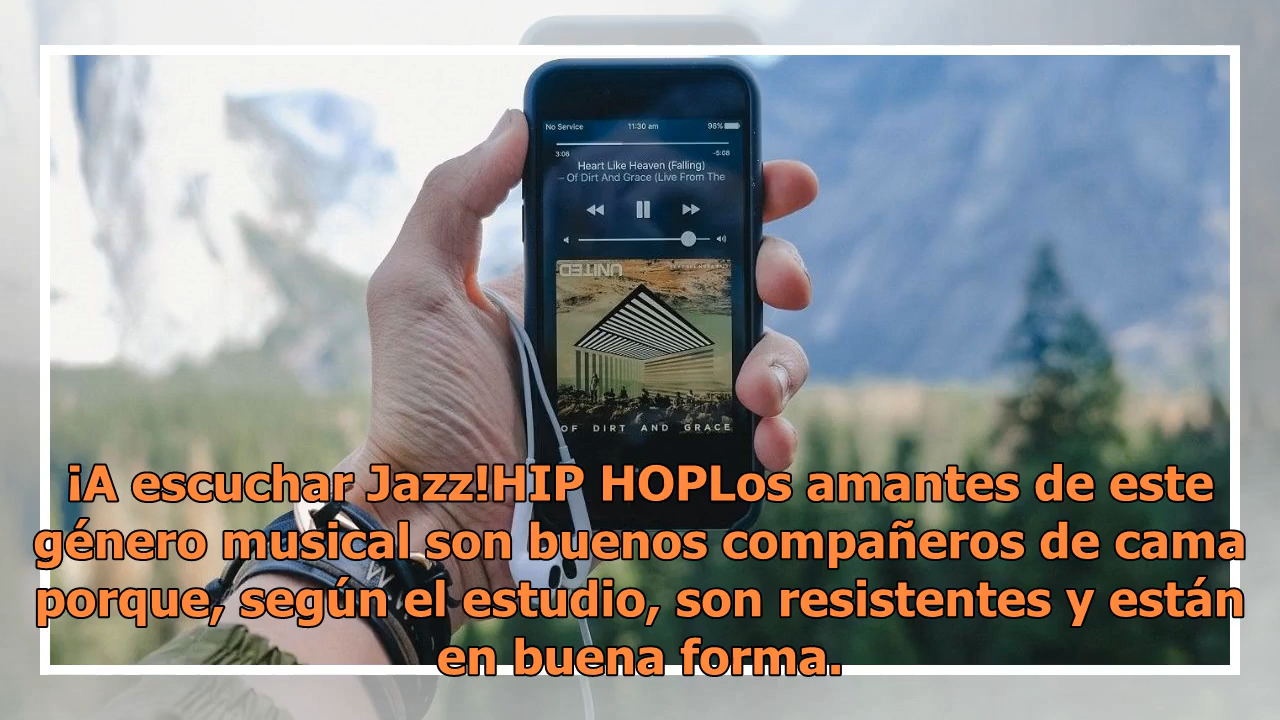 No Service 11:30 am 98%
3:06 -5:08
Heart Like Heaven (Falling)
– Of Dirt And Grace (Live From The
UNITED
OF DIRT AND GRACE
¡A escuchar Jazz!HIP HOPLos amantes de este
género musical son buenos compañeros de cama
porque, según el estudio, son resistentes y están
en buena forma.